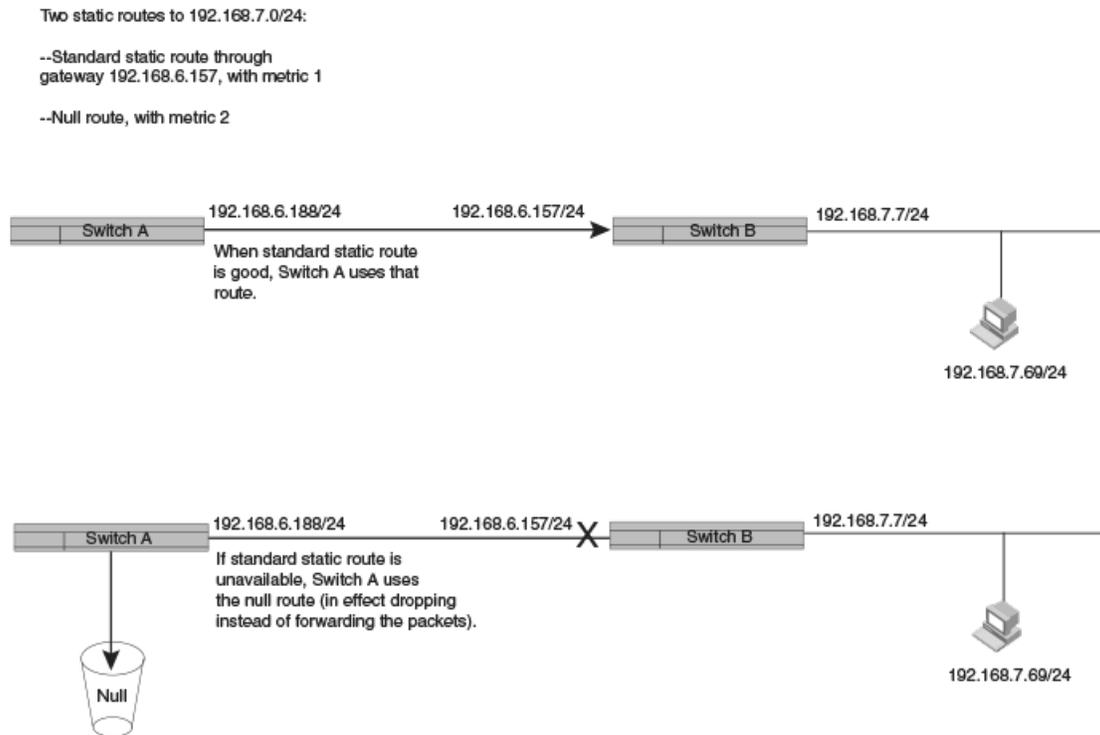 Two static routes to 192.168.7.0/24:
--Standard static route through
gateway 192.168.6.157, with metric 1
--Null route, with metric 2
192.168.6.188/24
192.168.6.157/24
192.168.7.7/24
Switch A
Switch B
When standard static route
is good, Switch A uses that
route.
192.168.7.69/24
192.168.6.188/24
192.168.6.157/24
192.168.7.7/24
Switch A
X
Switch B
If standard static route is
unavailable, Switch A uses
the null route (in effect dropping
instead of forwarding the packets).
192.168.7.69/24
Null